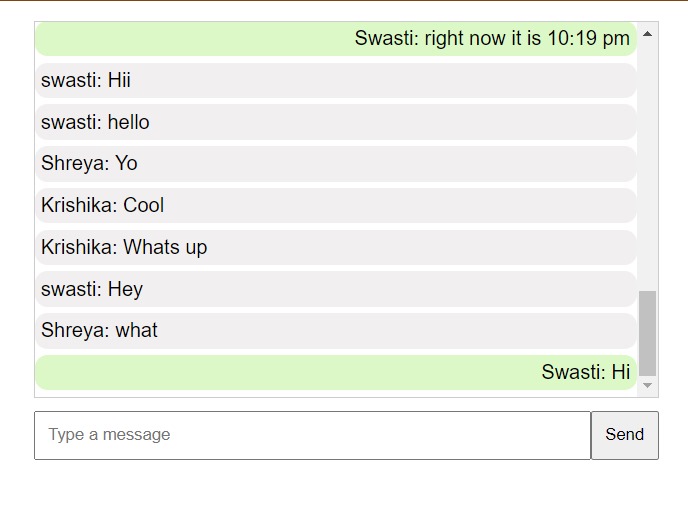 Swasti: right now it is 10:19 pm
swasti: Hii
swasti: hello
Shreya: Yo
Krishika: Cool
Krishika: Whats up
swasti: Hey
Shreya: what
Swasti: Hi
Type a message
Send